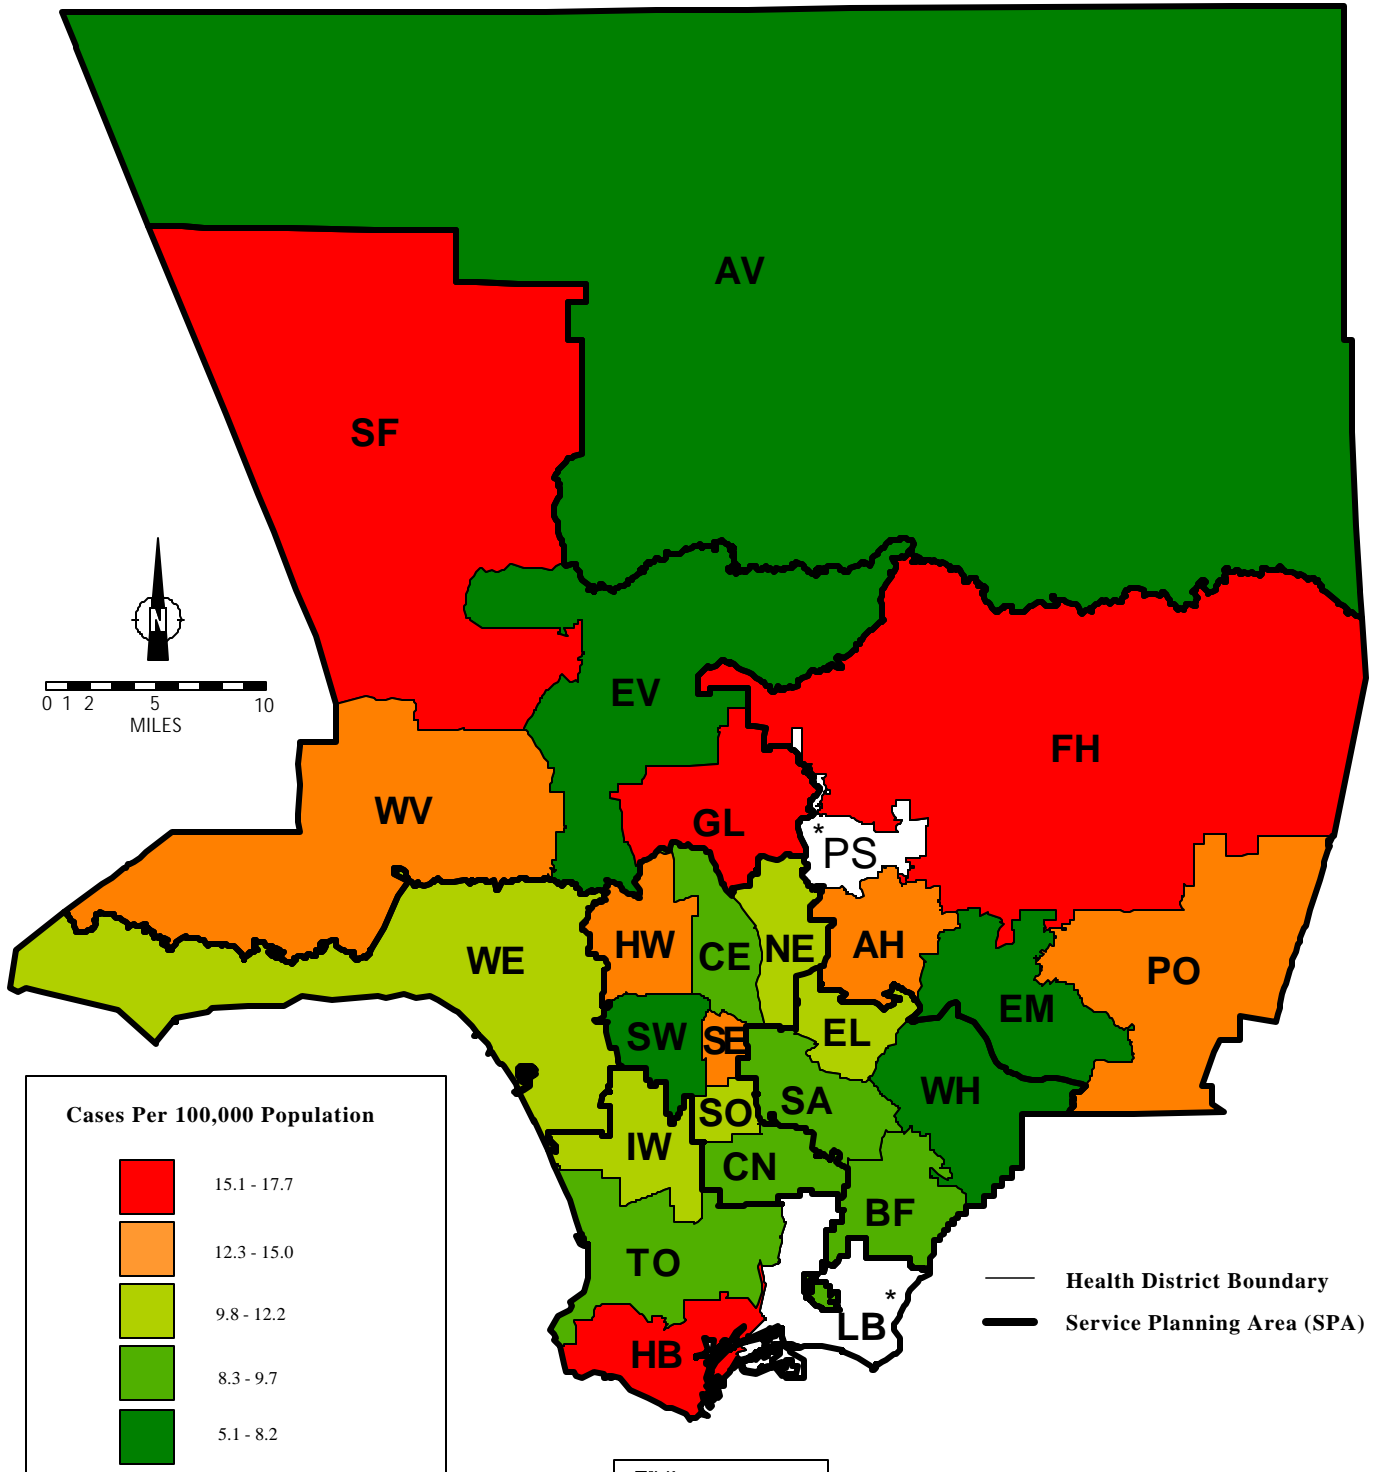 AV
SF
N
0 1 2 5 10
MILES
EV
FH
WV
GL
*
PS
HW
CE
NE
AH
WE
PO
EM
SW
SE
EL
WH
SO
SA
IW
CN
BF
TO
*
LB
HB
Cases Per 100,000 Population
15.1 - 17.7
12.3 - 15.0
9.8 - 12.2
8.3 - 9.7
5.1 - 8.2
Health District Boundary
Service Planning Area (SPA)